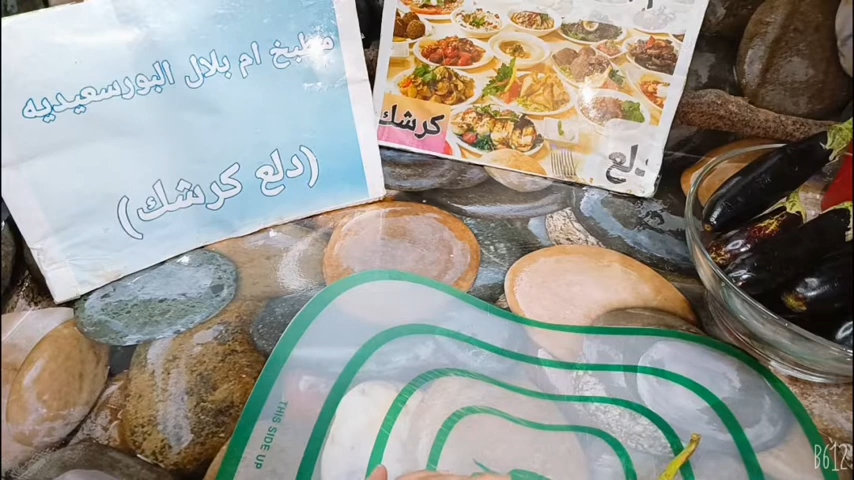 مطبخ ام بلال البورسعيديه
(دلع كرشك)
دلع
كرشك
THIS SIDE UP
B612